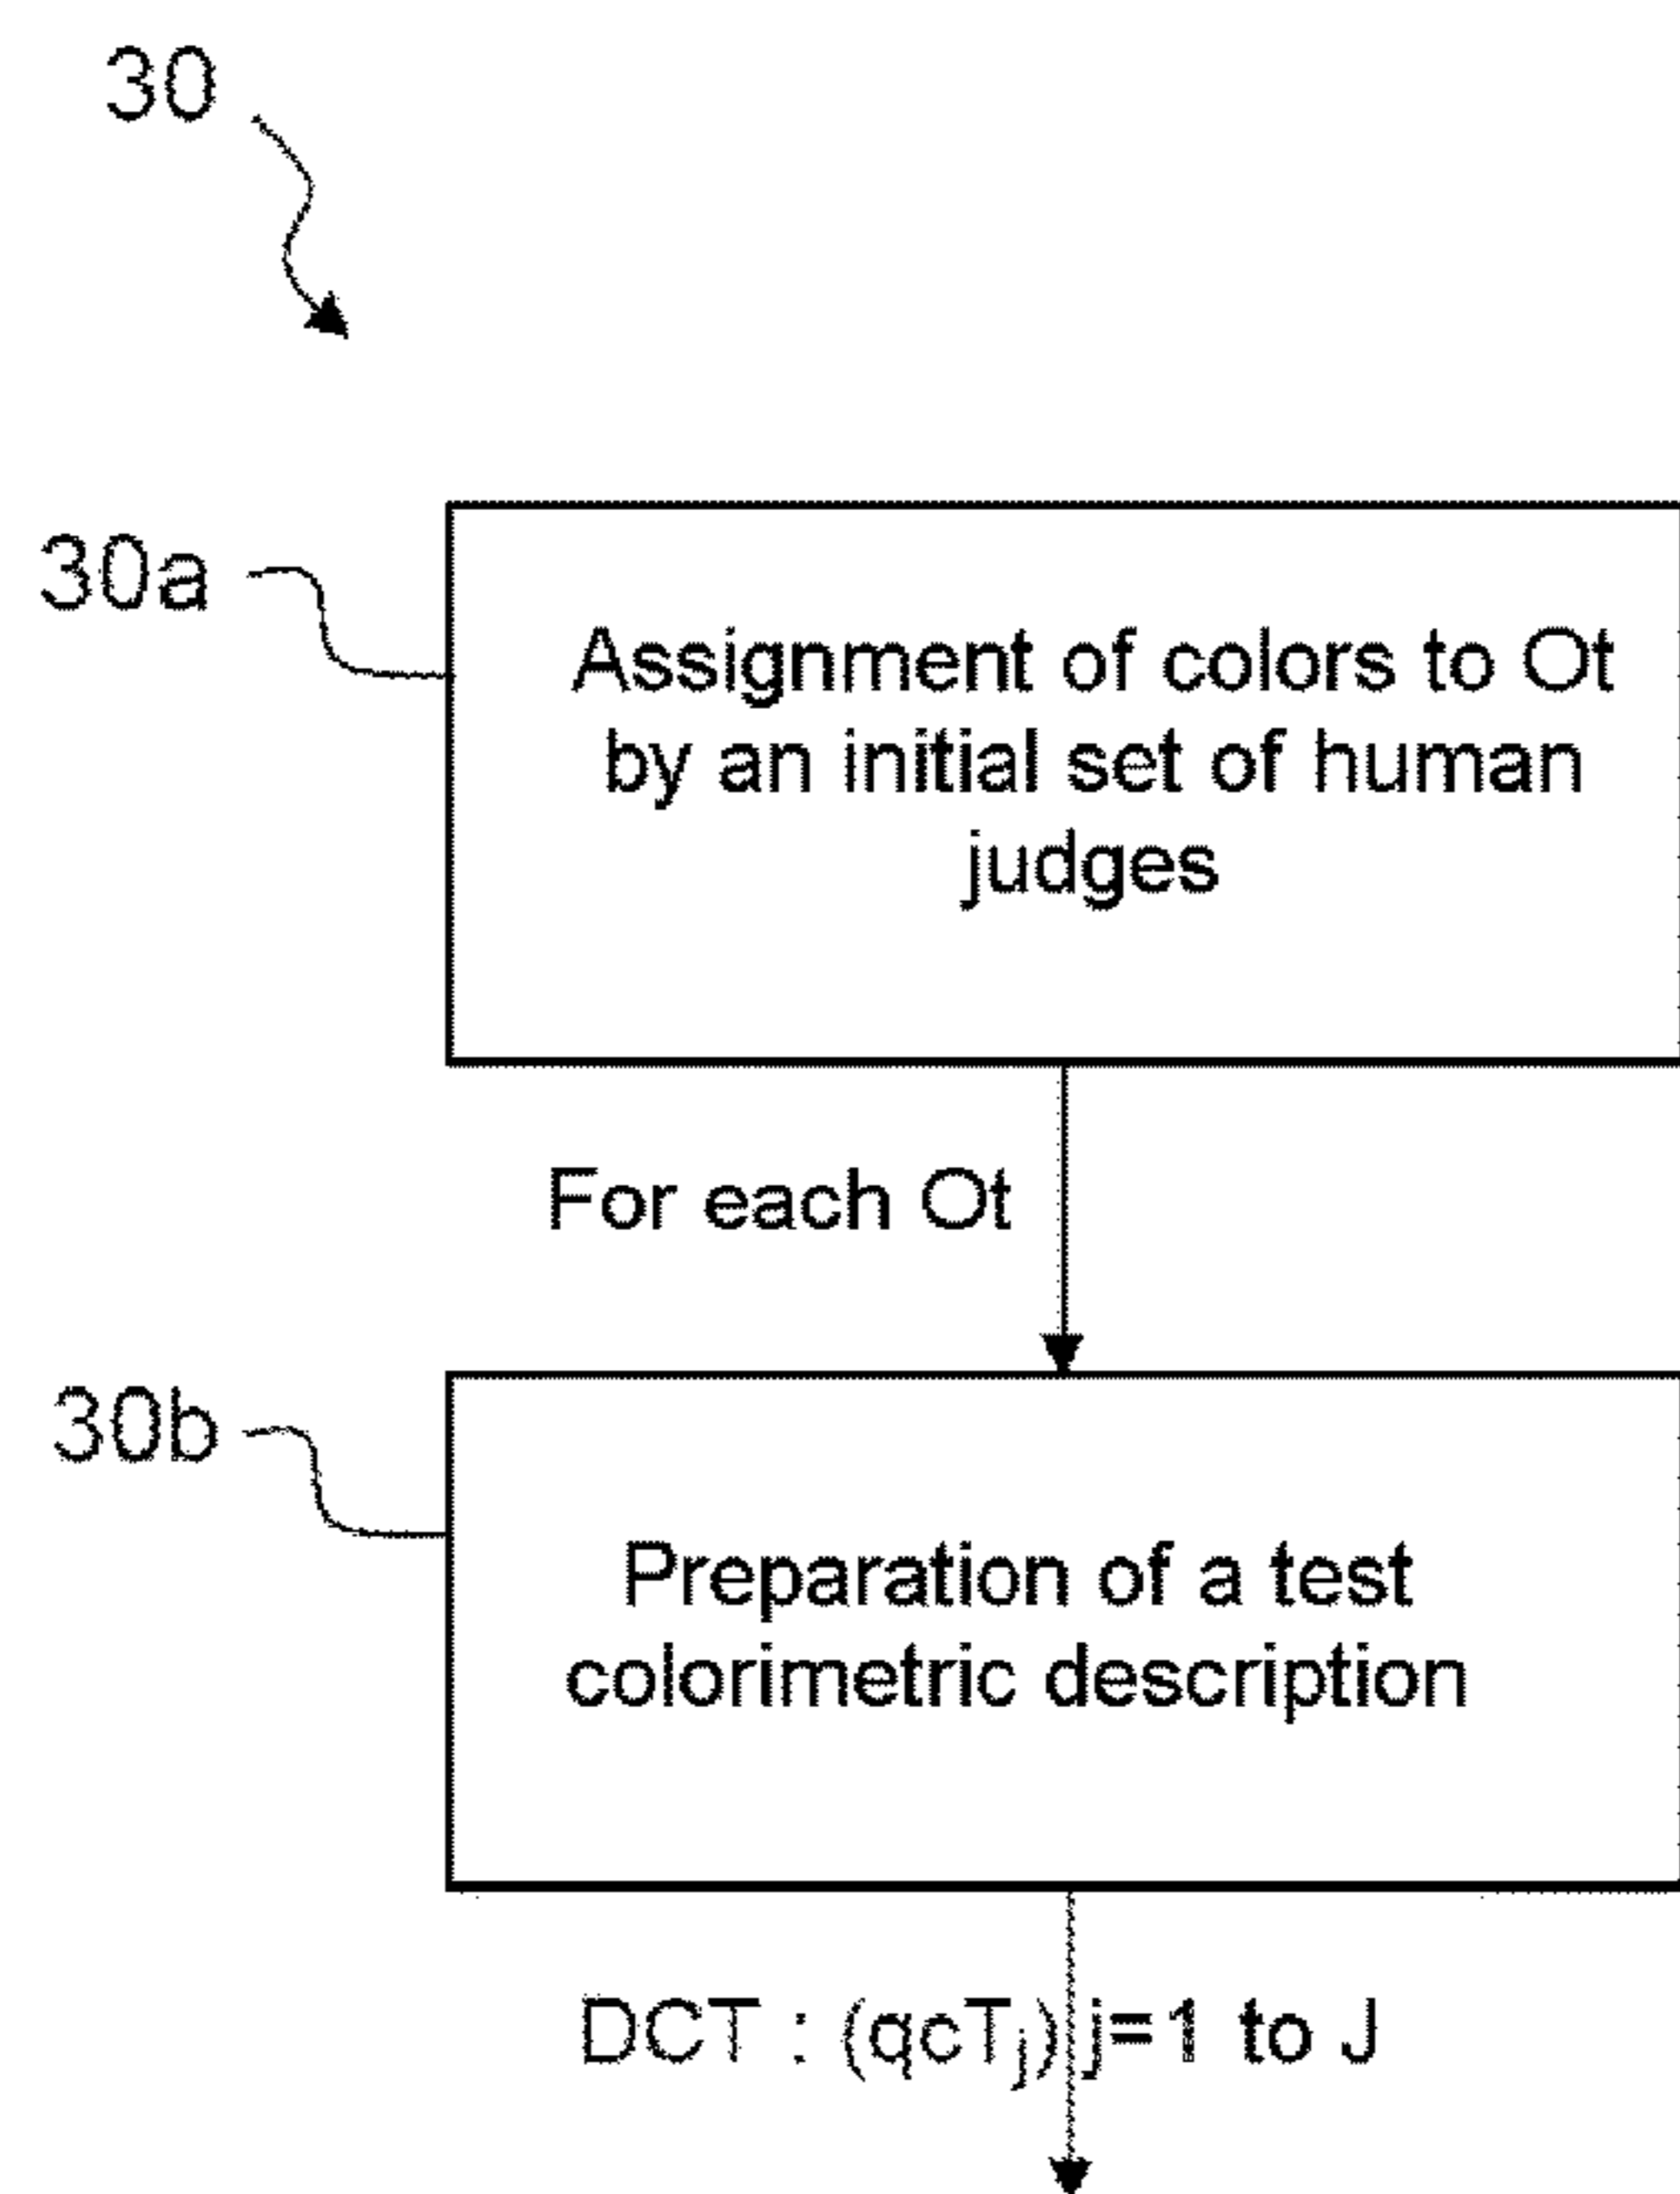 30
30a
Assignment of colors to Ot
by an initial set of human
judges
For each Ot
30b
Preparation of a test
colorimetric description
DCT : (qcTj) j=1 to J